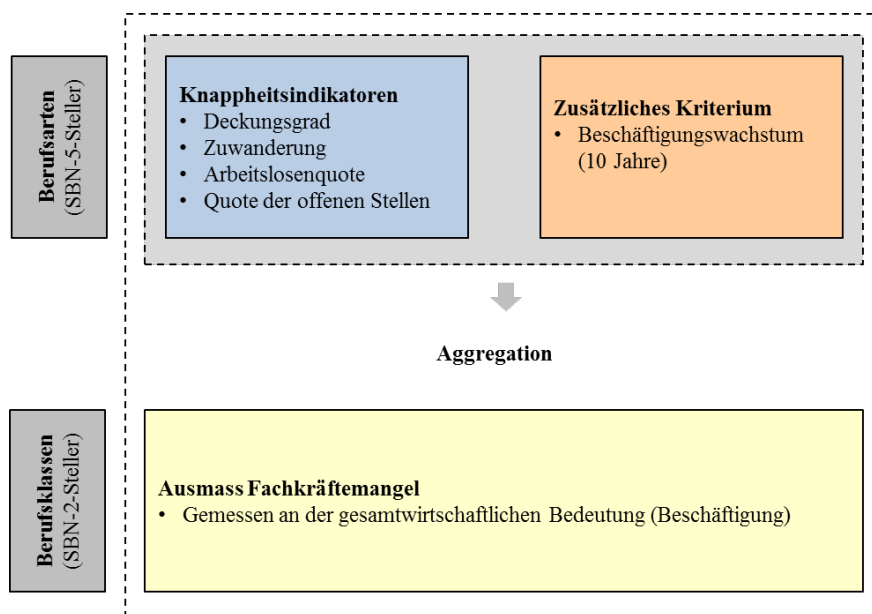 Berufsarten
(SBN-5-Steller)
Knappheitsindikatoren
• Deckungsgrad
• Zuwanderung
• Arbeitslosenquote
• Quote der offenen Stellen
Zusätzliches Kriterium
• Beschäftigungswachstum
(10 Jahre)
Aggregation
Berufsklassen
(SBN-2-Steller)
Ausmass Fachkräftemangel
• Gemessen an der gesamtwirtschaftlichen Bedeutung (Beschäftigung)